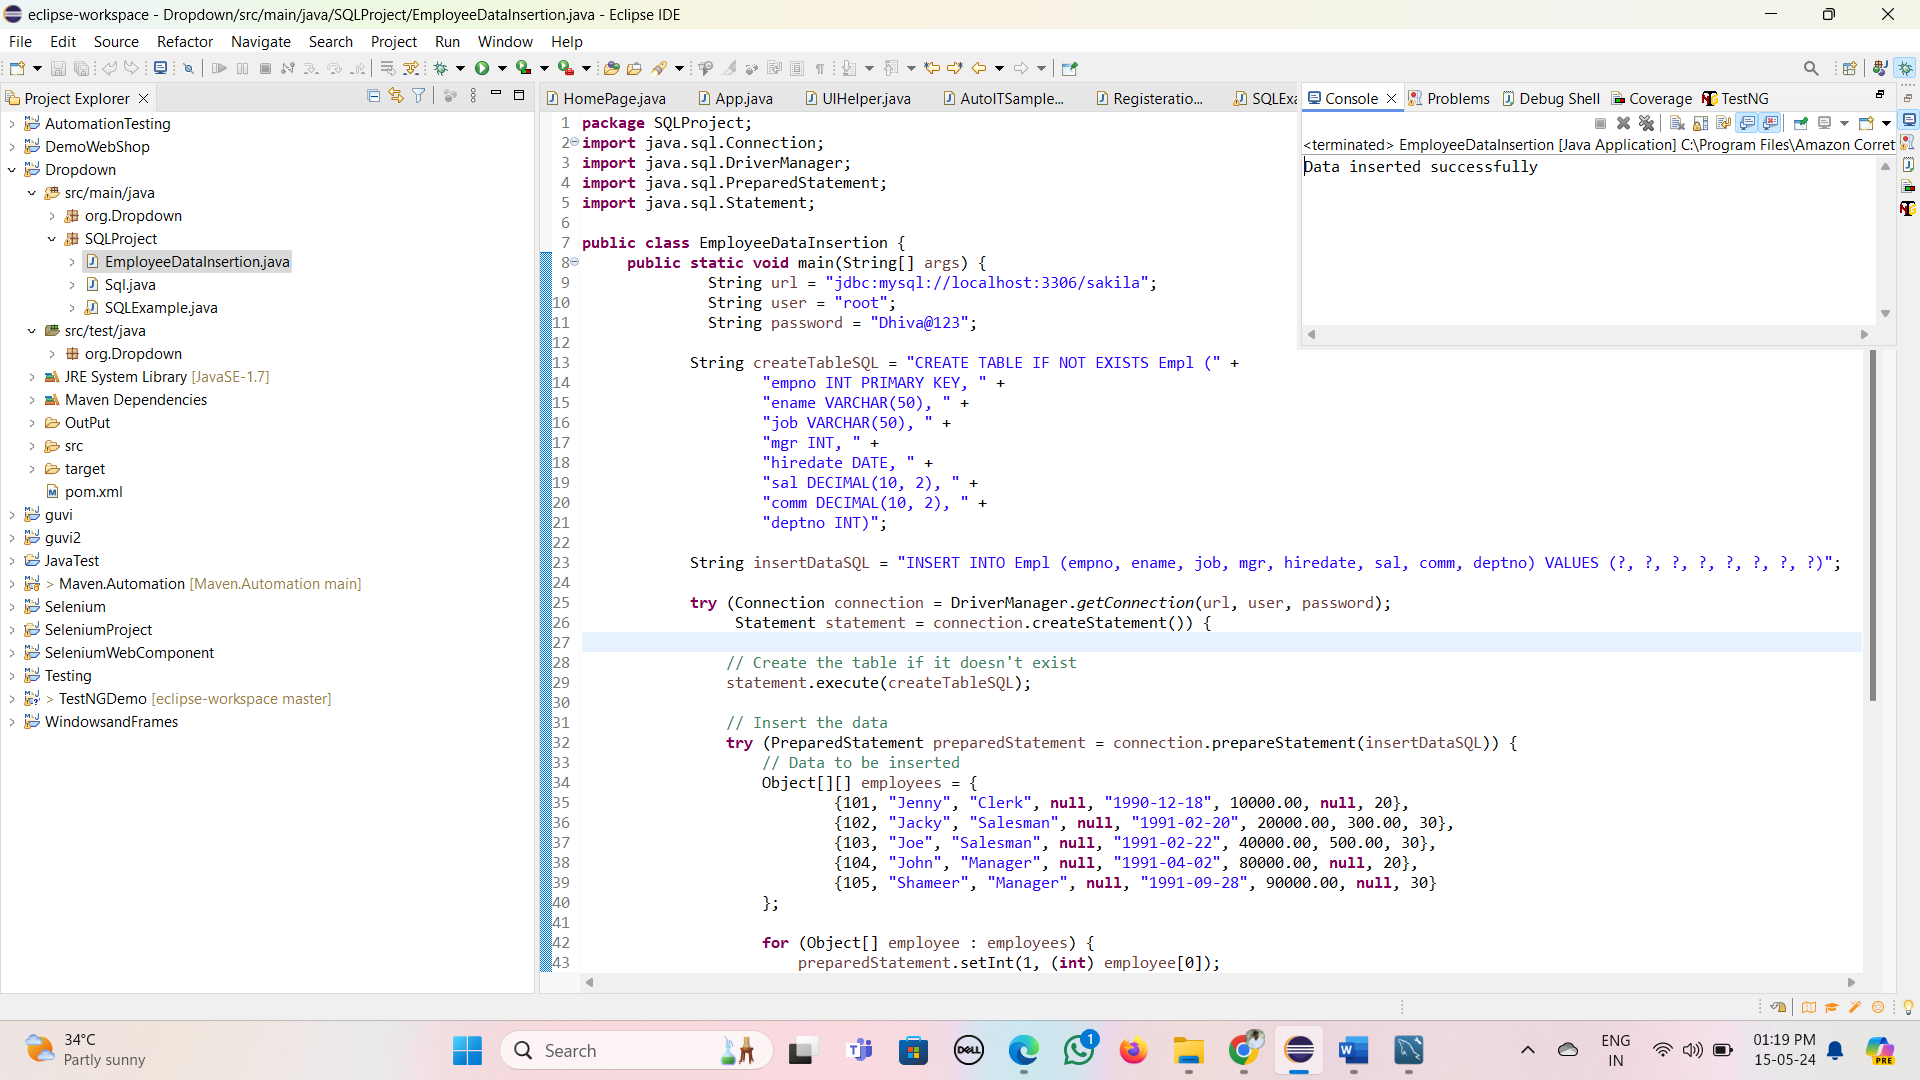 eclipse-workspace - Dropdown/src/main/java/SQLProject/EmployeeDataInsertion.java - Eclipse IDE
File Edit Source Refactor Navigate Search Project Run Window Help
Project Explorer
AutomationTesting
DemoWebShop
Dropdown
src/main/java
org.Dropdown
SQLProject
EmployeeDataInsertion.java
Sql.java
SQLExample.java
src/test/java
org.Dropdown
JRE System Library [JavaSE-1.7]
Maven Dependencies
OutPut
src
target
pom.xml
guvi
guvi2
JavaTest
> Maven.Automation [Maven.Automation main]
Selenium
SeleniumProject
SeleniumWebComponent
Testing
> TestNGDemo [eclipse-workspace master]
WindowsandFrames
HomePage.java App.java UIHelper.java AutoITSample... Registeratio... SQLExa
1 package SQLProject;
2 import java.sql.Connection;
3 import java.sql.DriverManager;
4 import java.sql.PreparedStatement;
5 import java.sql.Statement;
6
7 public class EmployeeDataInsertion {
8 public static void main(String[] args) {
9 String url = "jdbc:mysql://localhost:3306/sakila";
10 String user = "root";
11 String password = "Dhiva@123";
12
13 String createTableSQL = "CREATE TABLE IF NOT EXISTS Empl (" +
14 "empno INT PRIMARY KEY, " +
15 "ename VARCHAR(50), " +
16 "job VARCHAR(50), " +
17 "mgr INT, " +
18 "hiredate DATE, " +
19 "sal DECIMAL(10, 2), " +
20 "comm DECIMAL(10, 2), " +
21 "deptno INT)";
22
23 String insertDataSQL = "INSERT INTO Empl (empno, ename, job, mgr, hiredate, sal, comm, deptno) VALUES (?, ?, ?, ?, ?, ?, ?, ?)";
24
25 try (Connection connection = DriverManager.getConnection(url, user, password);
26 Statement statement = connection.createStatement()) {
27
28 // Create the table if it doesn't exist
29 statement.execute(createTableSQL);
30
31 // Insert the data
32 try (PreparedStatement preparedStatement = connection.prepareStatement(insertDataSQL)) {
33 // Data to be inserted
34 Object[][] employees = {
35 {101, "Jenny", "Clerk", null, "1990-12-18", 10000.00, null, 20},
36 {102, "Jacky", "Salesman", null, "1991-02-20", 20000.00, 300.00, 30},
37 {103, "Joe", "Salesman", null, "1991-02-22", 40000.00, 500.00, 30},
38 {104, "John", "Manager", null, "1991-04-02", 80000.00, null, 20},
39 {105, "Shameer", "Manager", null, "1991-09-28", 90000.00, null, 30}
40 };
41
42 for (Object[] employee : employees) {
43 preparedStatement.setInt(1, (int) employee[0]);
Console Problems Debug Shell Coverage TestNG
<terminated> EmployeeDataInsertion [Java Application] C:\Program Files\Amazon Corret
Data inserted successfully
34°C
Partly sunny
Search
DELL
1
ENG
IN
01:19 PM
15-05-24
PRE